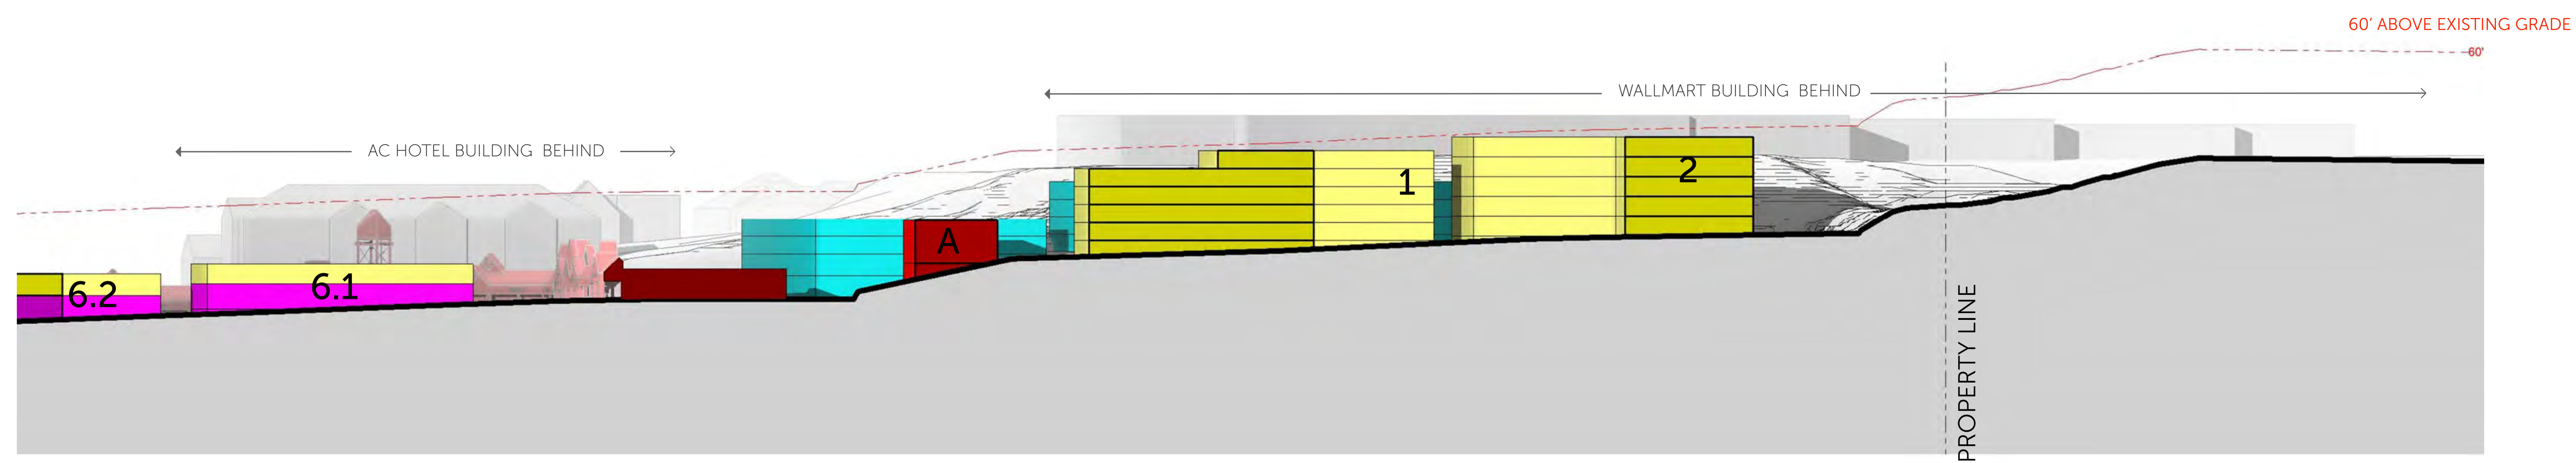 60' ABOVE EXISTING GRADE
60'
WALLMART BUILDING BEHIND
AC HOTEL BUILDING BEHIND
2
1
A
6.1
6.2
PROPERTY LINE